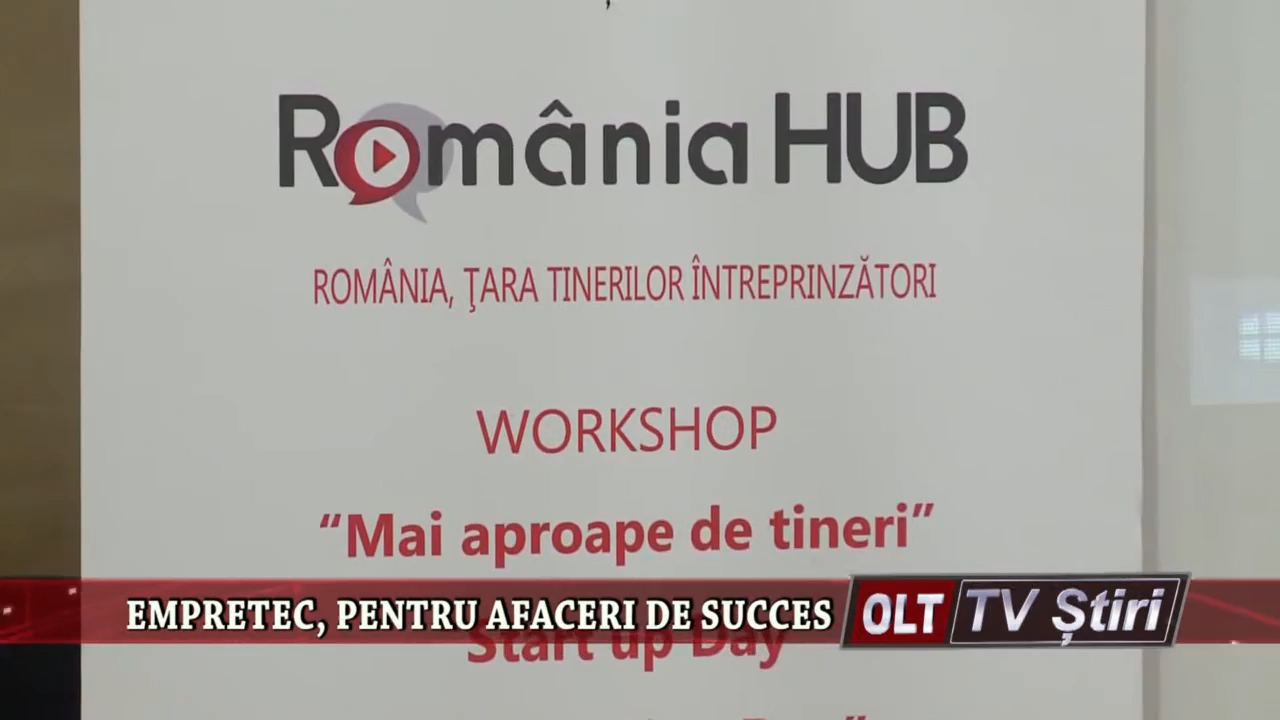 România HUB
ROMÂNIA, ŢARA TINERILOR ÎNTREPRINZĂTORI
WORKSHOP
“Mai aproape de tineri”
EMPRETEC, PENTRU AFACERI DE SUCCES
OLT TV Știri
Start up Day